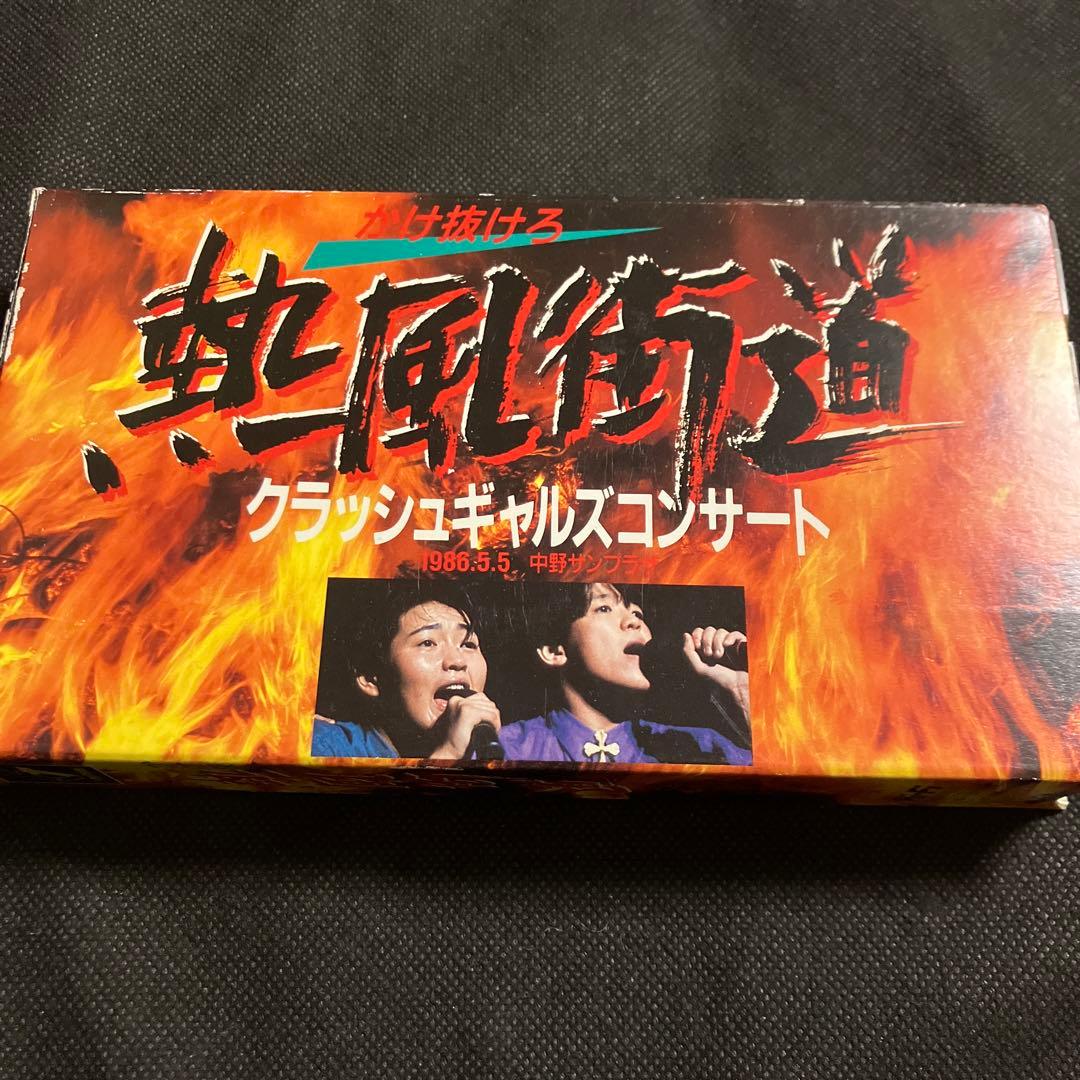 かけ抜けろ
熱風街道
クラッシュギャルズコンサート
1986.5.5 中野サンプラザ